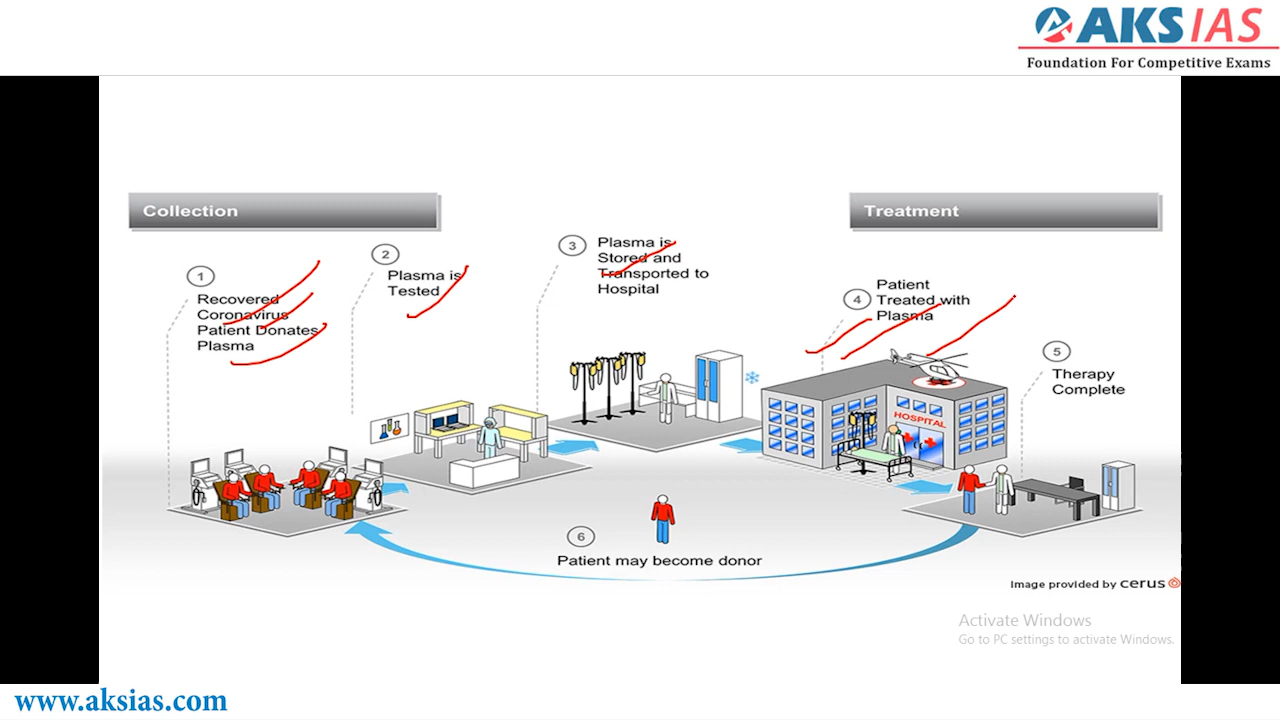 AKS IAS
Foundation For Competitive Exams
Collection
Treatment
1
Recovered
Coronavirus
Patient Donates
Plasma
2
Plasma is
Tested
3
Plasma is
Stored and
Transported to
Hospital
4
Patient
Treated with
Plasma
5
Therapy
Complete
HOSPITAL
6
Patient may become donor
Image provided by cerus
Activate Windows
Go to PC settings to activate Windows.
www.aksias.com